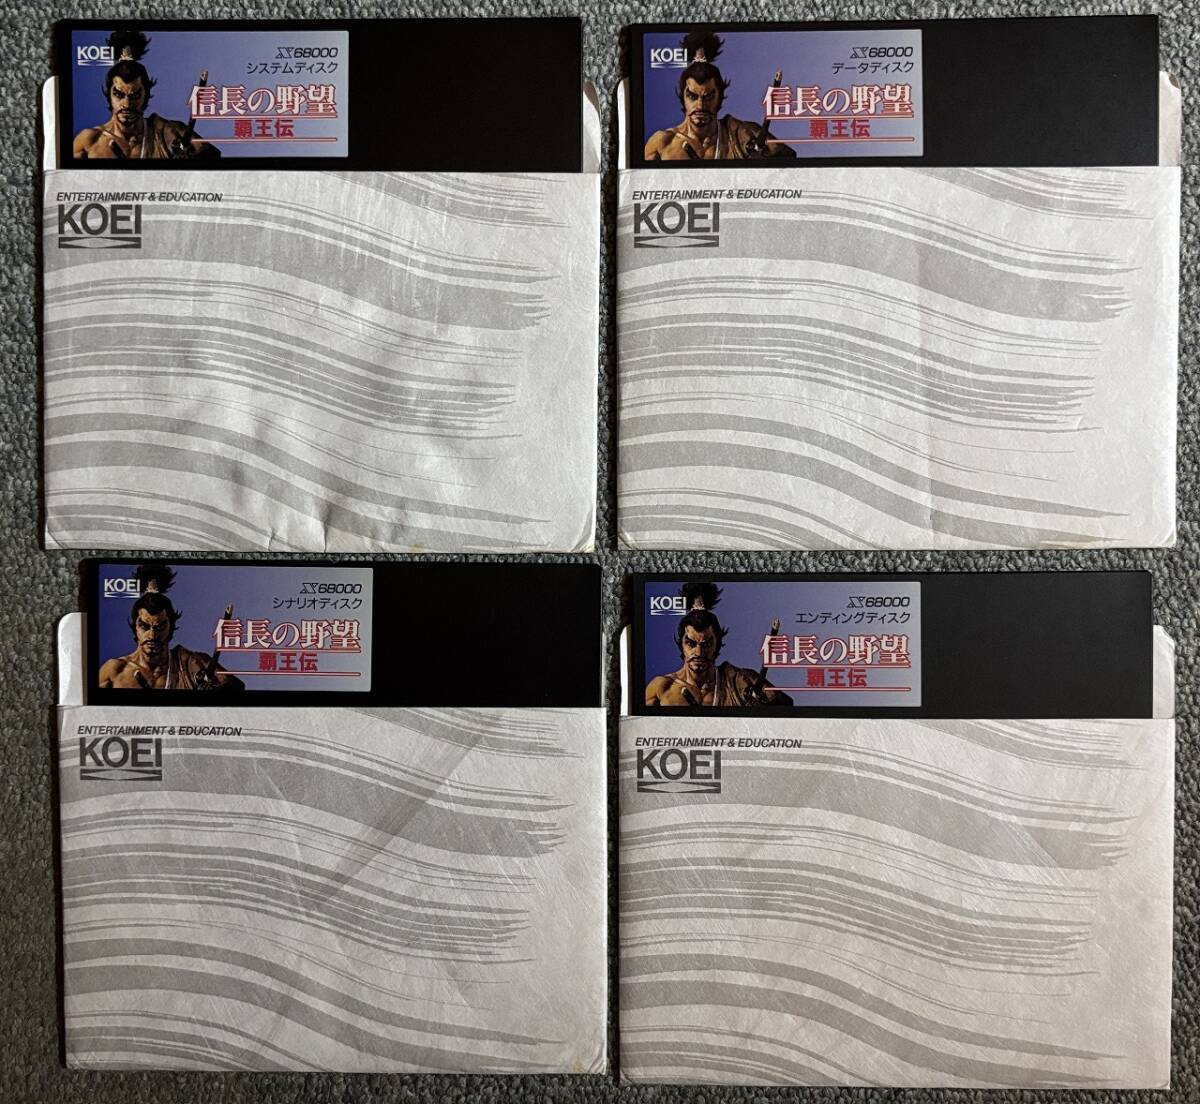 KOEI
X68000
システムディスク
信長の野望
覇王伝
ENTERTAINMENT & EDUCATION
KOEI
KOEI
X68000
データディスク
信長の野望
覇王伝
ENTERTAINMENT & EDUCATION
KOEI
KOEI
X68000
シナリオディスク
信長の野望
覇王伝
ENTERTAINMENT & EDUCATION
KOEI
KOEI
X68000
エンディングディスク
信長の野望
覇王伝
ENTERTAINMENT & EDUCATION
KOEI